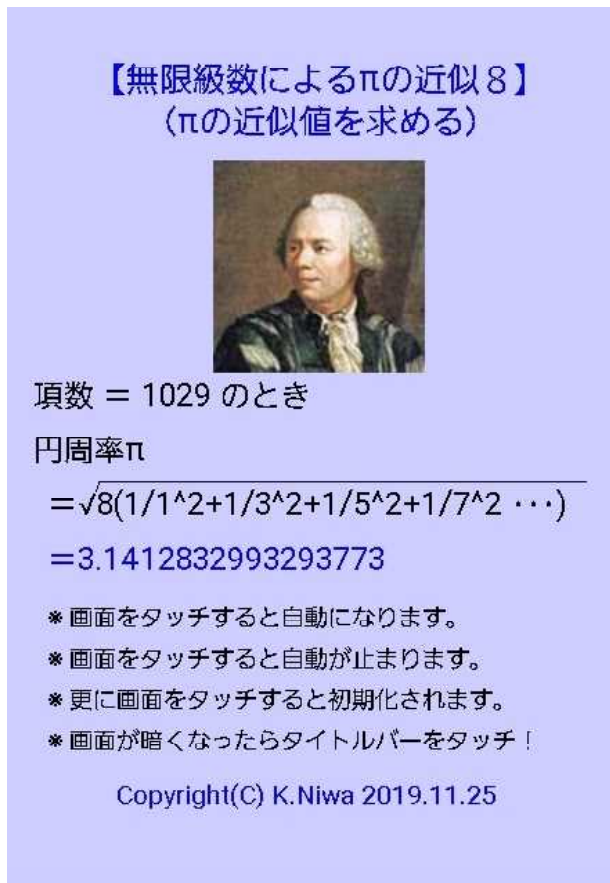 【無限級数によるπの近似８】
(πの近似値を求める)
項数 ＝ 1029 のとき
円周率π
＝√8(1/1^2+1/3^2+1/5^2+1/7^2 ･･･)
＝3.1412832993293773
※画面をタッチすると自動になります。
※画面をタッチすると自動が止まります。
※更に画面をタッチすると初期化されます。
※画面が暗くなったらタイトルバーをタッチ！
Copyright(C) K.Niwa 2019.11.25